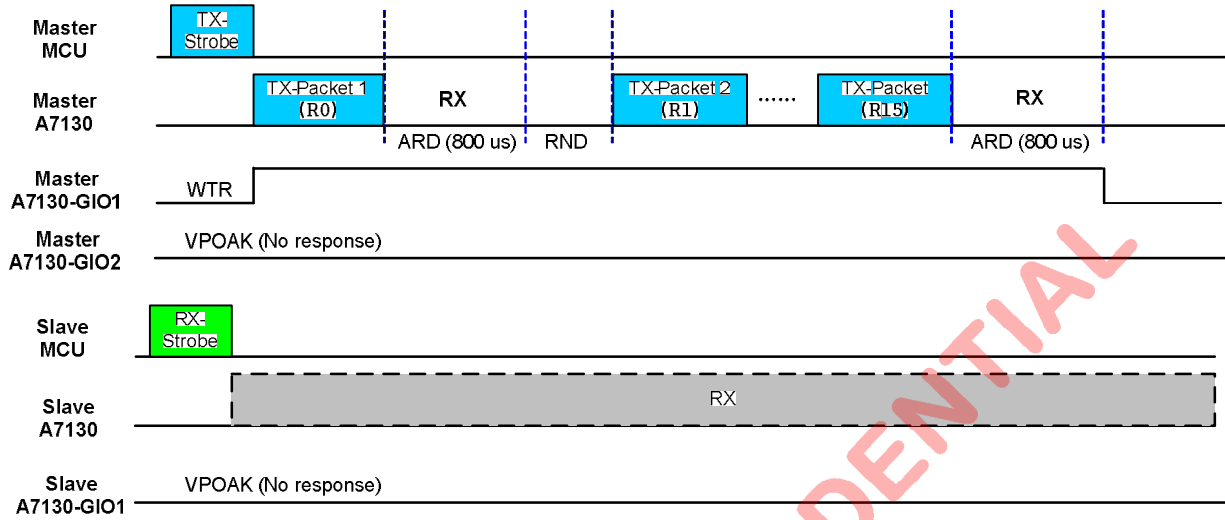 Master
MCU
TX-
Strobe
Master
A7130
TX-Packet 1
(R0)
RX
TX-Packet 2
(R1)
......
TX-Packet
(R15)
RX
ARD (800 us)
RND
ARD (800 us)
Master
A7130-GIO1
WTR
Master
A7130-GIO2
VPOAK (No response)
Slave
MCU
RX-
Strobe
Slave
A7130
RX
Slave
A7130-GIO1
VPOAK (No response)
DENTIAL